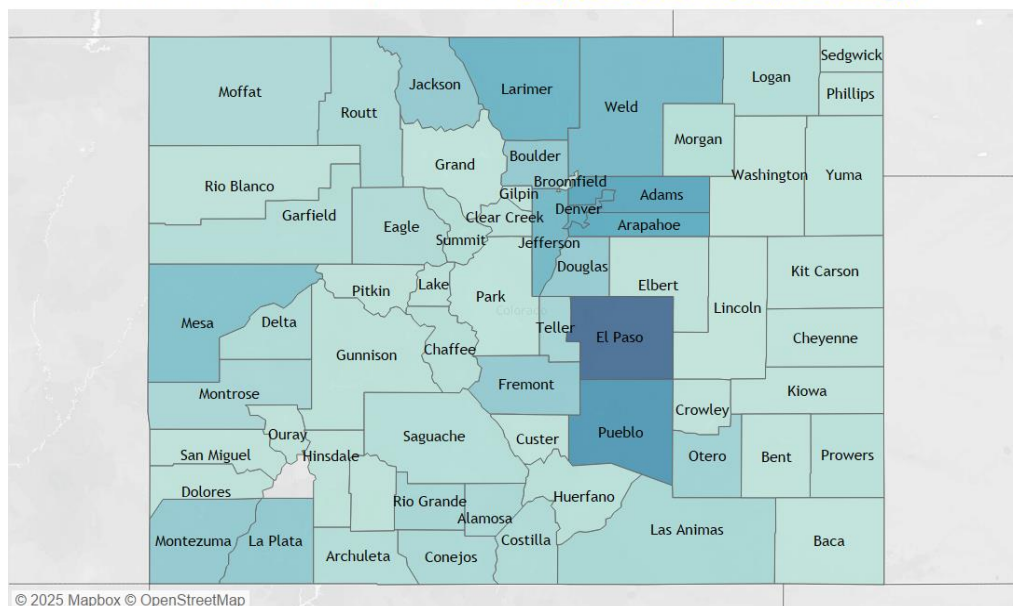 Sedgwick
Logan
Jackson
Larimer
Moffat
Phillips
Weld
Routt
Morgan
Boulder
Grand
Washington
Yuma
Broomfield
Rio Blanco
Gilpin
Adams
Denver
Garfield
Clear Creek
Eagle
Arapahoe
Summit
Jefferson
Douglas
Kit Carson
Elbert
Lake
Pitkin
Park
Lincoln
Colorado
Mesa
Delta
Teller
El Paso
Cheyenne
Chaffee
Gunnison
Fremont
Kiowa
Montrose
Crowley
Pueblo
Ouray
Saguache
Custer
San Miguel
Hinsdale
Otero
Bent
Prowers
Dolores
Huerfano
Rio Grande
Alamosa
Las Animas
Montezuma
La Plata
Costilla
Baca
Archuleta
Conejos
© 2025 Mapbox © OpenStreetMap